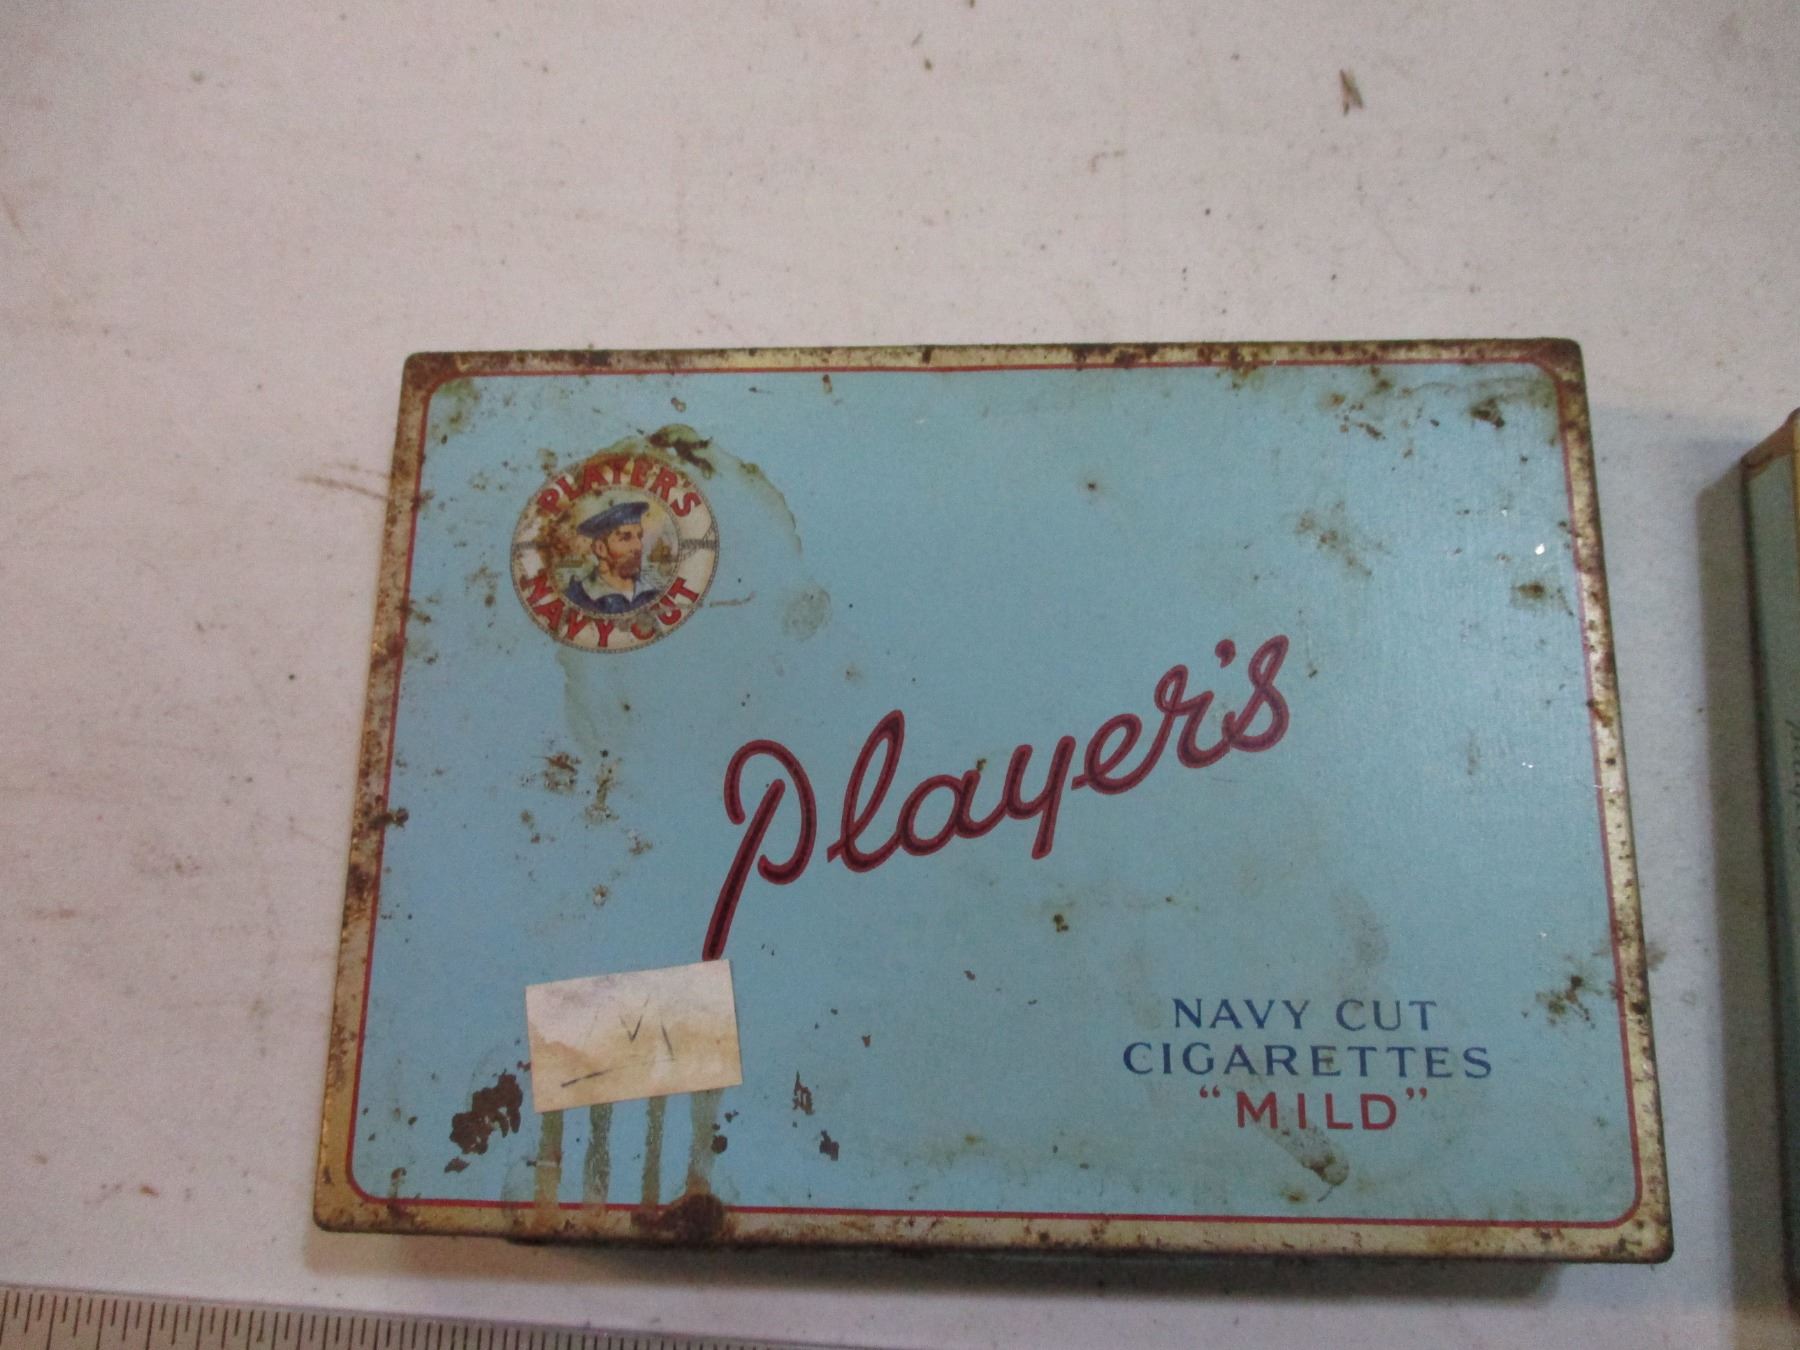 PLAYER'S
NAVY CUT
Player's
NAVY CUT
CIGARETTES
"MILD"